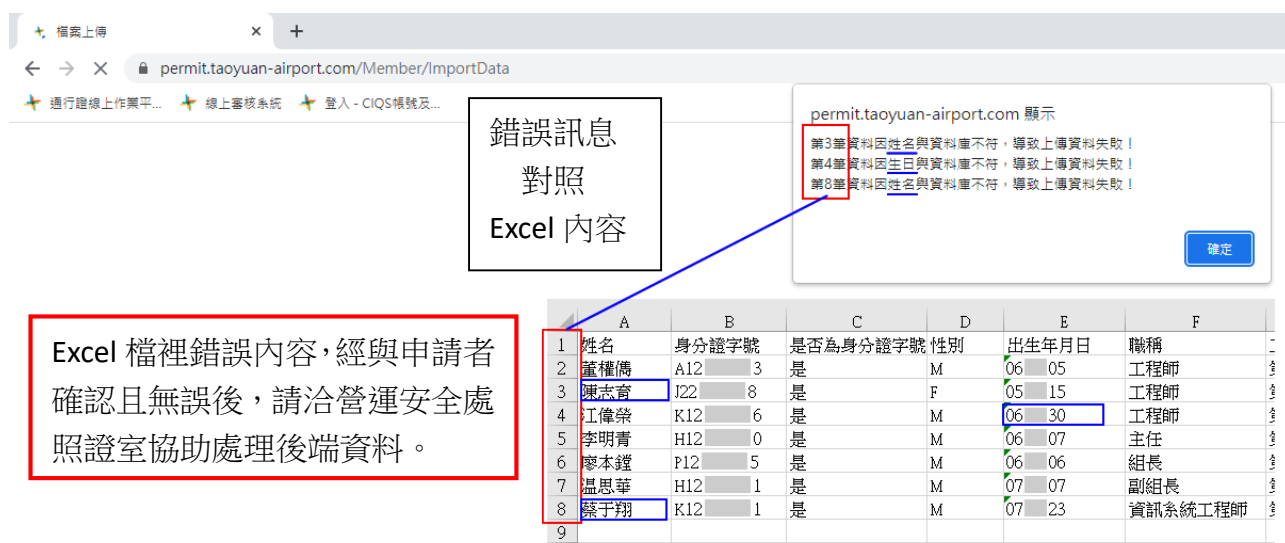 檔案上傳
permit.taoyuan-airport.com/Member/ImportData
通行證線上作業平... 線上審核系統 登入 - CIQS帳號及...
錯誤訊息
對照
Excel 內容
permit.taoyuan-airport.com 顯示
第3筆資料因姓名與資料庫不符，導致上傳資料失敗！
第4筆資料因生日與資料庫不符，導致上傳資料失敗！
第8筆資料因姓名與資料庫不符，導致上傳資料失敗！
確定
Excel 檔裡錯誤內容，經與申請者
確認且無誤後，請洽營運安全處
照證室協助處理後端資料。
A B C D E F
1 姓名 身分證字號 是否為身分證字號 性別 出生年月日 職稱
2 董權儁 A12 3 是 M 06 05 工程師
3 陳志育 J22 8 是 F 05 15 工程師
4 江偉榮 K12 6 是 M 06 30 工程師
5 李明青 H12 0 是 M 06 07 主任
6 廖本鏜 P12 5 是 M 06 06 組長
7 温思華 H12 1 是 M 07 07 副組長
8 蔡于翔 K12 1 是 M 07 23 資訊系統工程師
9